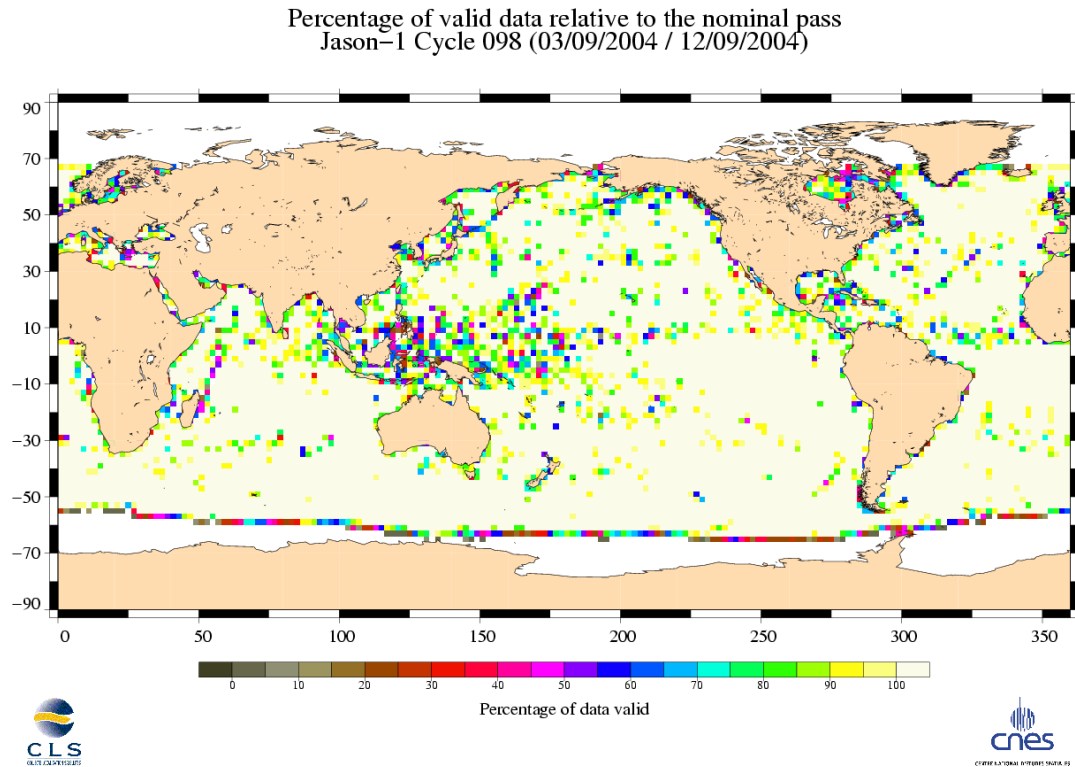 Percentage of valid data relative to the nominal pass
Jason−1 Cycle 098 (03/09/2004 / 12/09/2004)
90
70
50
30
10
−10
−30
−50
−70
−90
0 50 100 150 200 250 300 350
0 10 20 30 40 50 60 70 80 90 100
Percentage of data valid
CLS
cnes